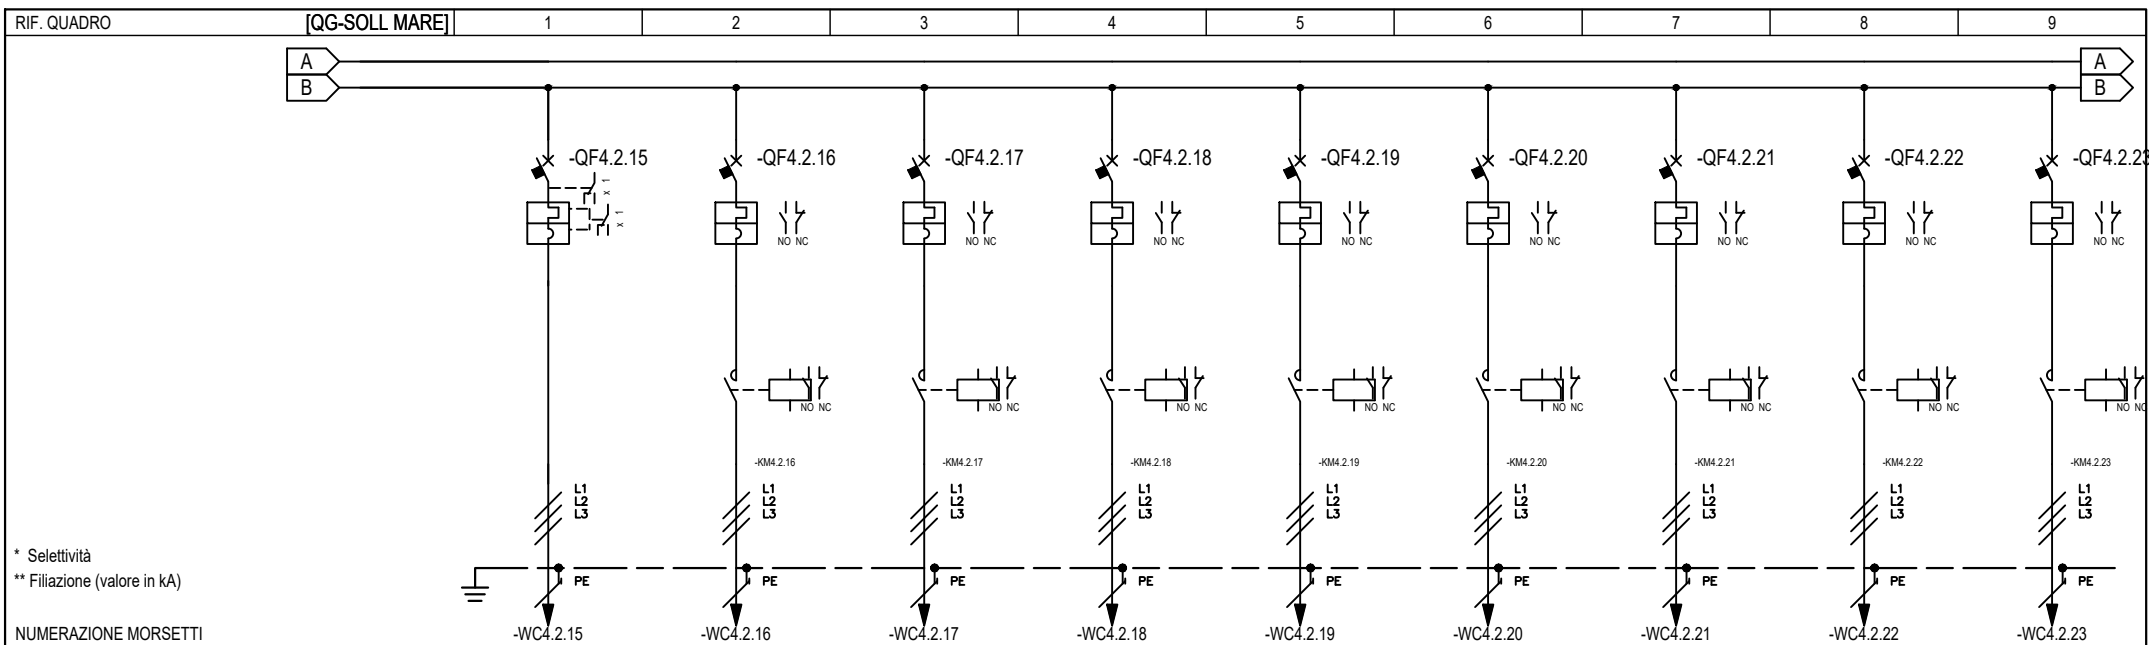 RIF. QUADRO [QG-SOLL MARE] 1 2 3 4 5 6 7 8 9
A A
B B
-QF4.2.15 -QF4.2.16 -QF4.2.17 -QF4.2.18 -QF4.2.19 -QF4.2.20 -QF4.2.21 -QF4.2.22 -QF4.2.23
x 1
x 1
NO NC NO NC NO NC NO NC NO NC NO NC NO NC NO NC
NO NC NO NC NO NC NO NC NO NC NO NC NO NC NO NC
-KM4.2.16 -KM4.2.17 -KM4.2.18 -KM4.2.19 -KM4.2.20 -KM4.2.21 -KM4.2.22 -KM4.2.23
L1 L1 L1 L1 L1 L1 L1 L1 L1
L2 L2 L2 L2 L2 L2 L2 L2 L2
L3 L3 L3 L3 L3 L3 L3 L3 L3
* Selettività
** Filiazione (valore in kA)
PE PE PE PE PE PE PE PE PE
NUMERAZIONE MORSETTI -WC4.2.15 -WC4.2.16 -WC4.2.17 -WC4.2.18 -WC4.2.19 -WC4.2.20 -WC4.2.21 -WC4.2.22 -WC4.2.23